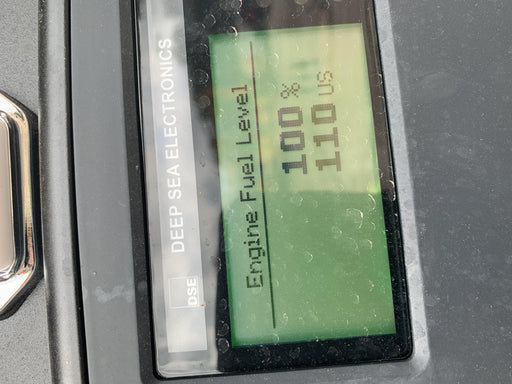 DSE DEEP SEA ELECTRONICS
Engine Fuel Level
100 %
110 US